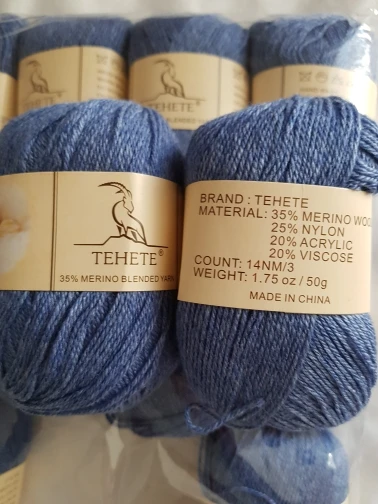 TEHETE®
TEHETE®
35% MERINO BLENDED YARN
BRAND : TEHETE
MATERIAL: 35% MERINO WOO
25% NYLON
20% ACRYLIC
20% VISCOSE
COUNT: 14NM/3
WEIGHT: 1.75 oz / 50g
MADE IN CHINA